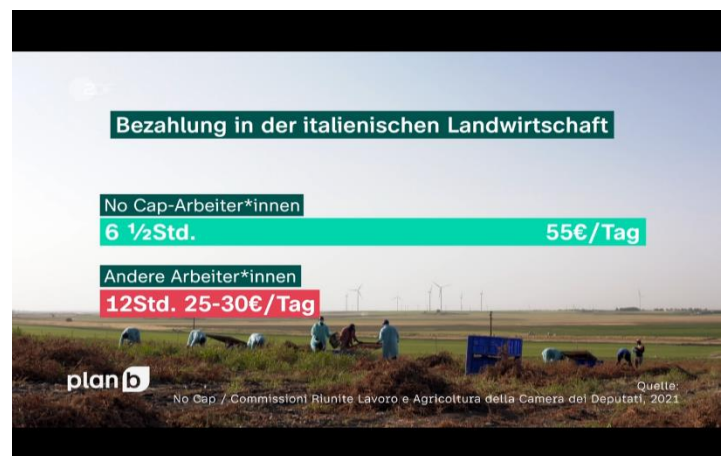 ZDF
Bezahlung in der italienischen Landwirtschaft
No Cap-Arbeiter*innen
6 ½Std. 55€/Tag
Andere Arbeiter*innen
12Std. 25-30€/Tag
plan b
Quelle:
No Cap / Commissioni Riunite Lavoro e Agricoltura della Camera dei Deputati, 2021